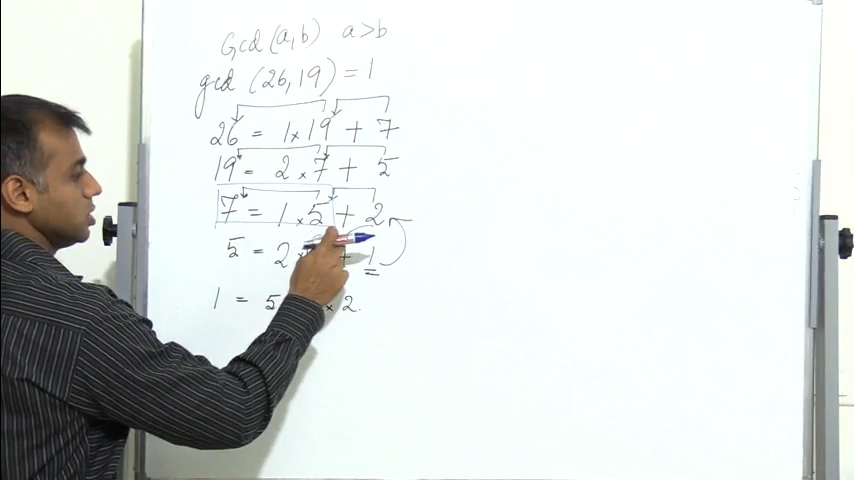 Gcd (a,b) a>b
gcd (26,19) = 1
26 = 1 × 19 + 7
19 = 2 × 7 + 5
7 = 1 × 5 + 2
5 = 2 × + 1
1 = 5 × 2.